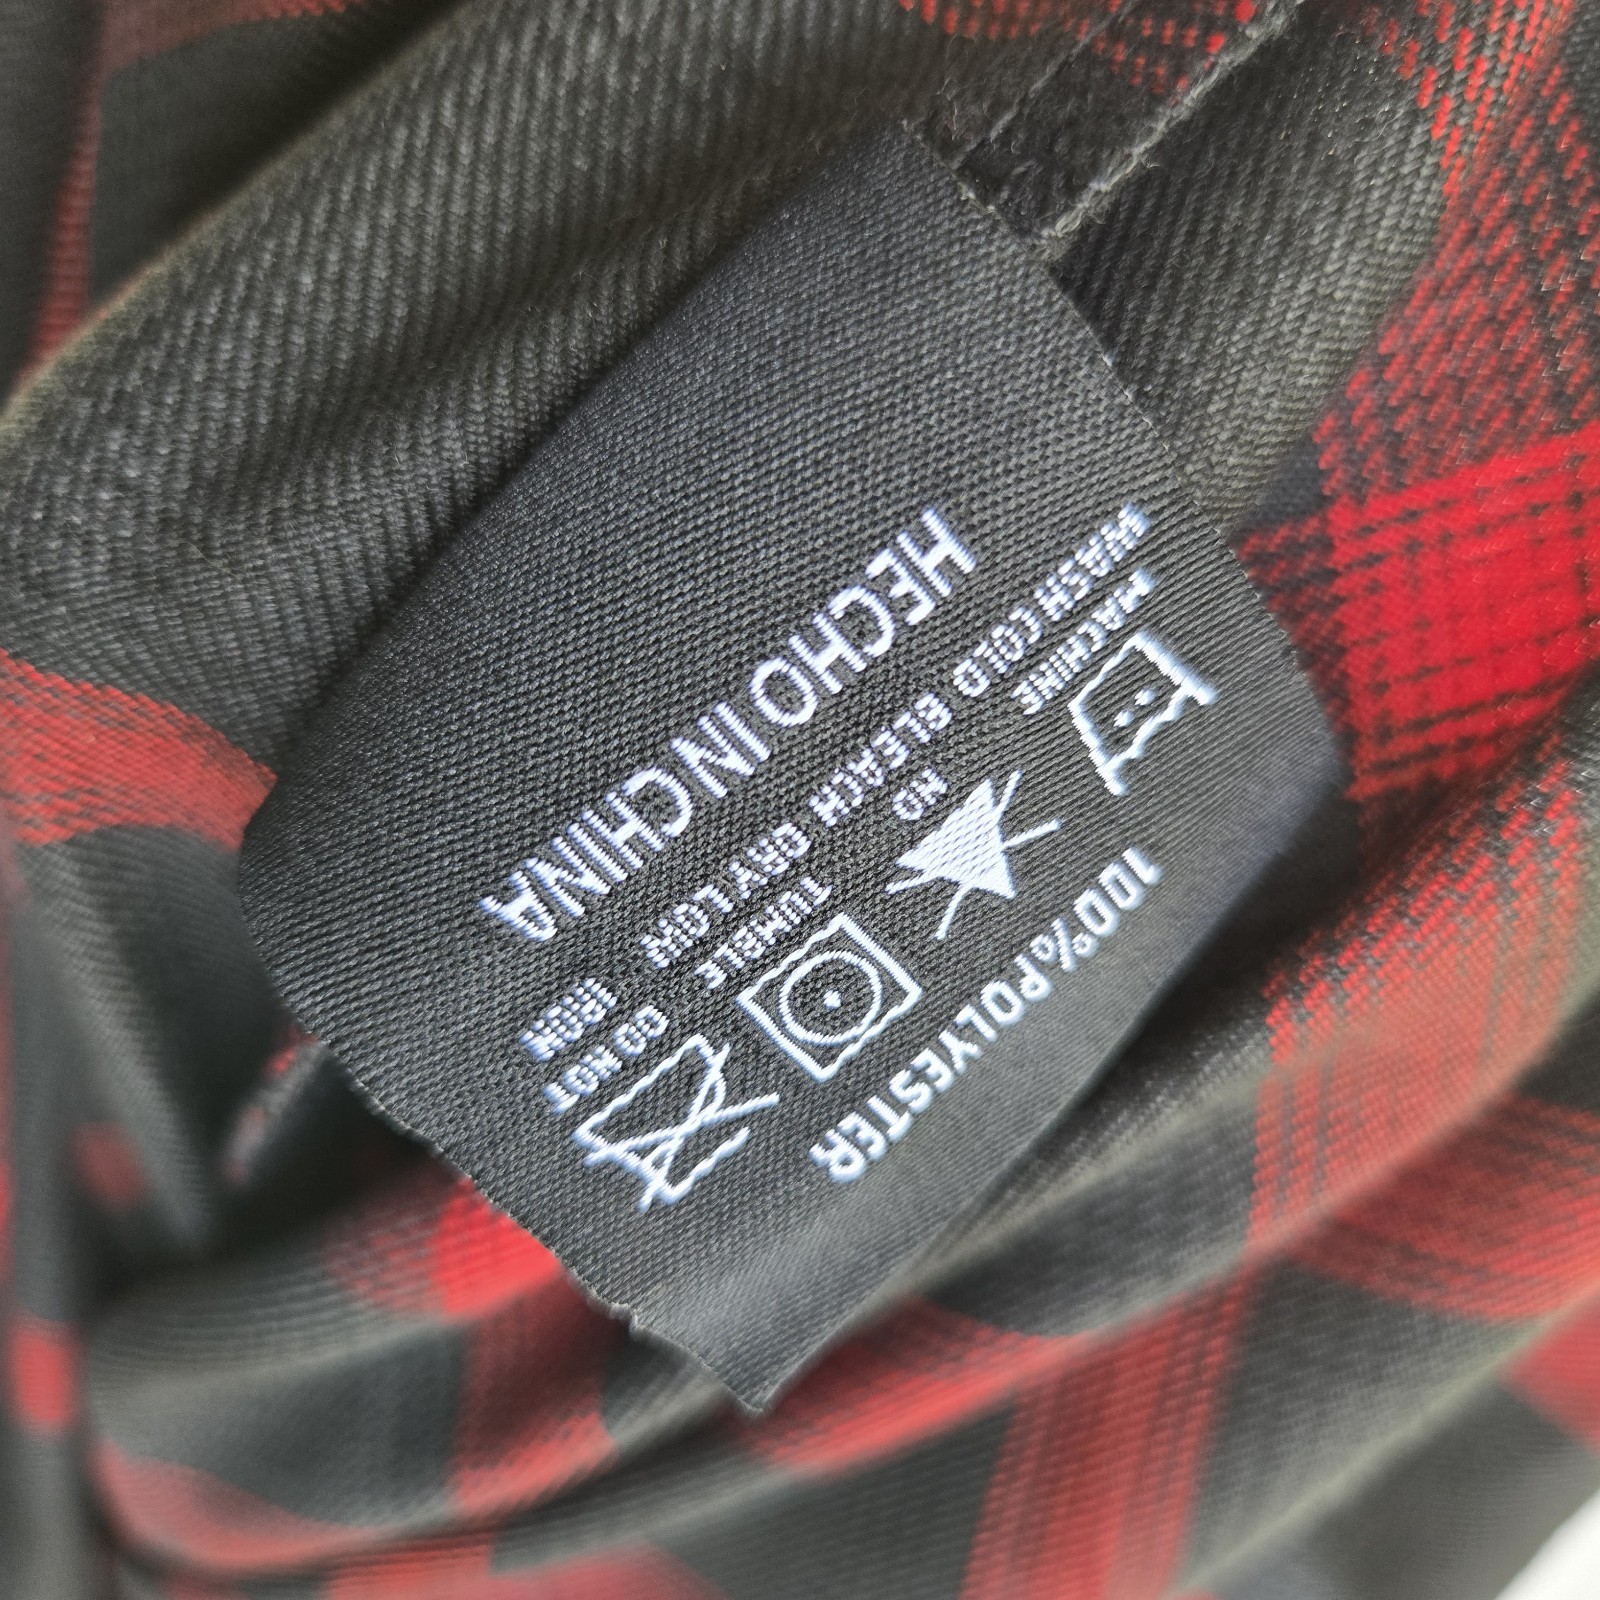 100%POLYESTER
MACHINE NO TUMBLE DO NOT
WASH COLD BLEACH DRY LOW IRON
HECHO IN CHINA